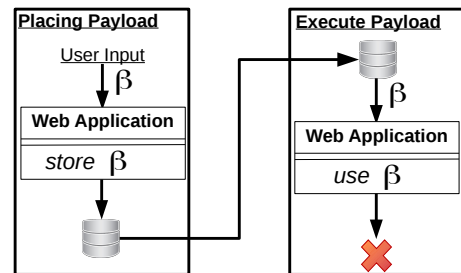 Placing Payload
User Input
β
Web Application
store β
Execute Payload
β
Web Application
use β